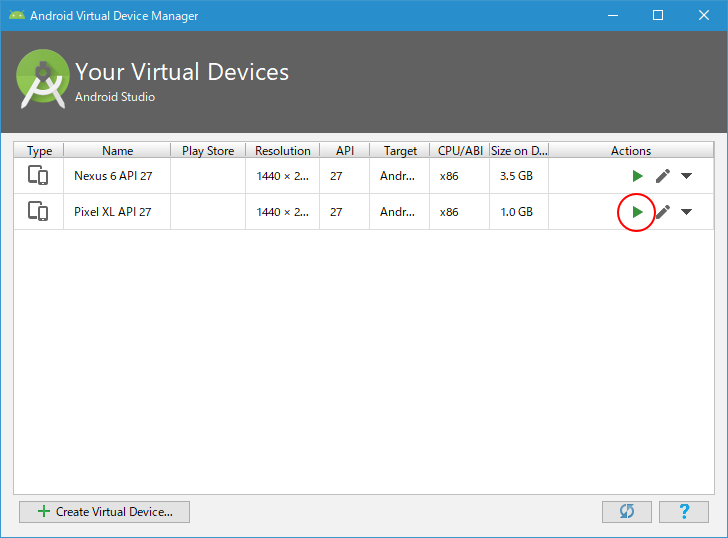 Android Virtual Device Manager
Your Virtual Devices
Android Studio
Type Name Play Store Resolution API Target CPU/ABI Size on D... Actions
Nexus 6 API 27 1440 × 2... 27 Andr... x86 3.5 GB
Pixel XL API 27 1440 × 2... 27 Andr... x86 1.0 GB
Create Virtual Device...
?